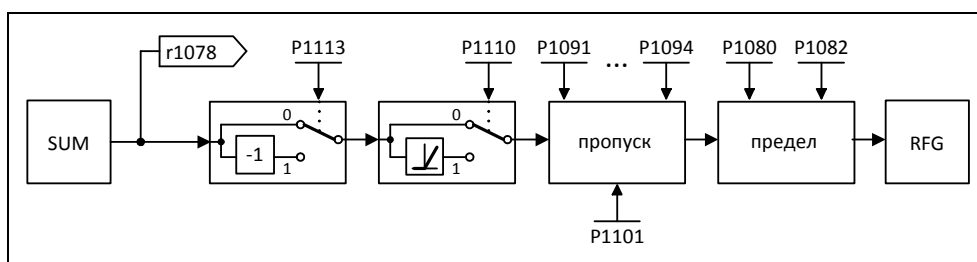 r1078
P1113
P1110
P1091
...
P1094
P1080
P1082
SUM
0
-1
1
0
1
пропуск
предел
RFG
P1101